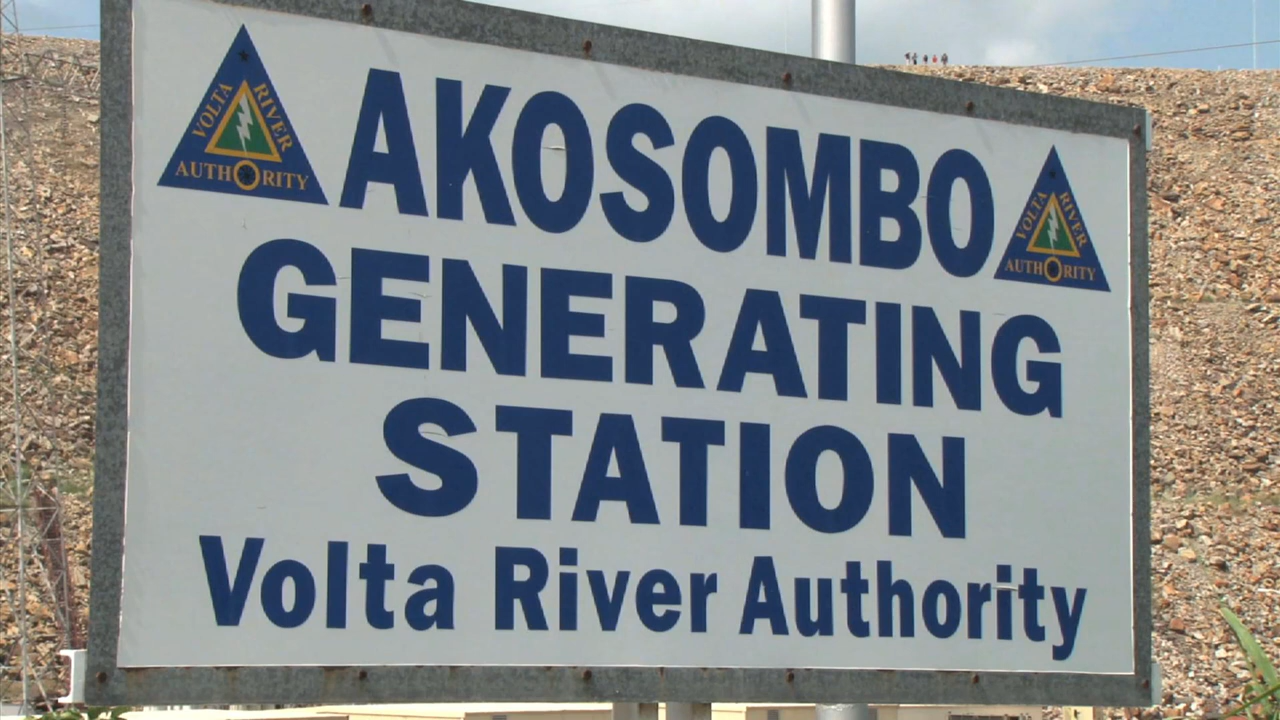 VOLTA RIVER AUTHORITY
AKOSOMBO
VOLTA RIVER AUTHORITY
GENERATING
STATION
Volta River Authority